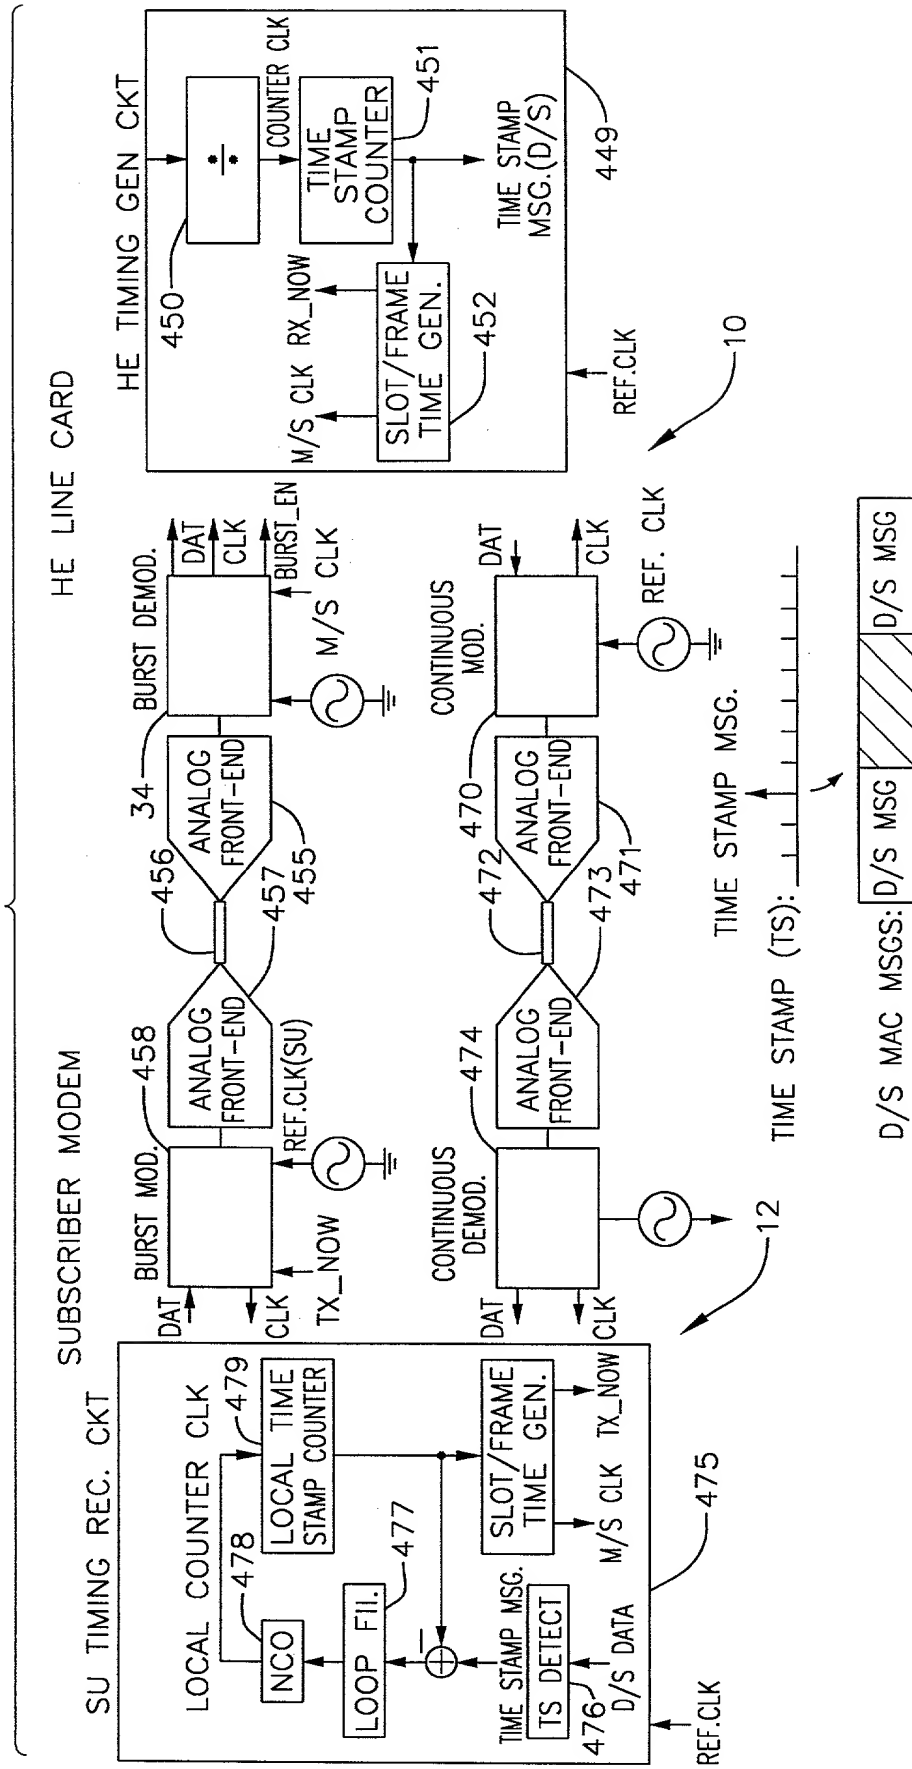 SUBSCRIBER MODEM
HE LINE CARD
SU TIMING REC. CKT
LOCAL COUNTER CLK
478
479
NCO
LOCAL TIME
STAMP COUNTER
LOOP FIL.
477
−
+
TIME STAMP MSG.
TS DETECT
476
D/S DATA
SLOT/FRAME
TIME GEN.
M/S CLK
TX_NOW
475
REF.CLK
BURST MOD.
458
DAT
CLK
TX_NOW
REF.CLK(SU)
ANALOG
FRONT-END
457
456
ANALOG
FRONT-END
455
34
BURST DEMOD.
DAT
CLK
BURST_EN
M/S CLK
CONTINUOUS
DEMOD.
474
DAT
CLK
12
ANALOG
FRONT-END
473
472
ANALOG
FRONT-END
471
470
CONTINUOUS
MOD.
DAT
CLK
REF. CLK
10
HE TIMING GEN CKT
450
÷
COUNTER CLK
TIME
STAMP
COUNTER
451
M/S CLK
RX_NOW
SLOT/FRAME
TIME GEN.
452
TIME STAMP
MSG.(D/S)
449
REF.CLK
TIME STAMP MSG.
TIME STAMP (TS):
D/S MAC MSGS:
D/S MSG
D/S MSG